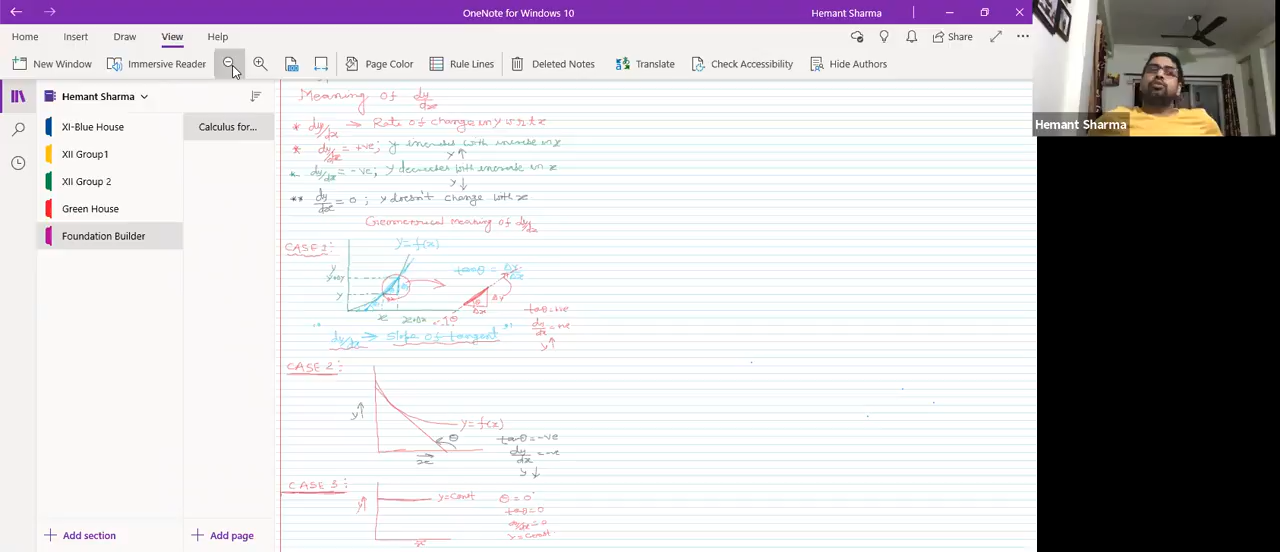 OneNote for Windows 10
Hemant Sharma
Home Insert Draw View Help
Share
New Window Immersive Reader Page Color Rule Lines Deleted Notes Translate Check Accessibility Hide Authors
Hemant Sharma
XI-Blue House
XII Group1
XII Group 2
Green House
Foundation Builder
Calculus for...
Add section
Add page
Meaning of dy/dx
* dy/dx → Rate of change in y w r t x
* dy/dx = +ve; y increases with increase in x
y ↑
* dy/dx = -ve; y decreases with increase in x
y ↓
** dy/dx = 0; y doesn't change with x
Geometrical Meaning of dy/dx
CASE 1:
y = f(x)
tanθ = Δy/Δx
y+Δy
y
θ
Δy
Δx
x x+Δx θ
tanθ = +ve
dy/dx = +ve
y ↑
" dy/dx → Slope of tangent "
CASE 2:
y ↑
y = f(x)
θ
x
tanθ = -ve
dy/dx = -ve
y ↓
CASE 3:
y ↑
y = const
x
θ = 0°
tanθ = 0
dy/dx = 0
y = const
Hemant Sharma